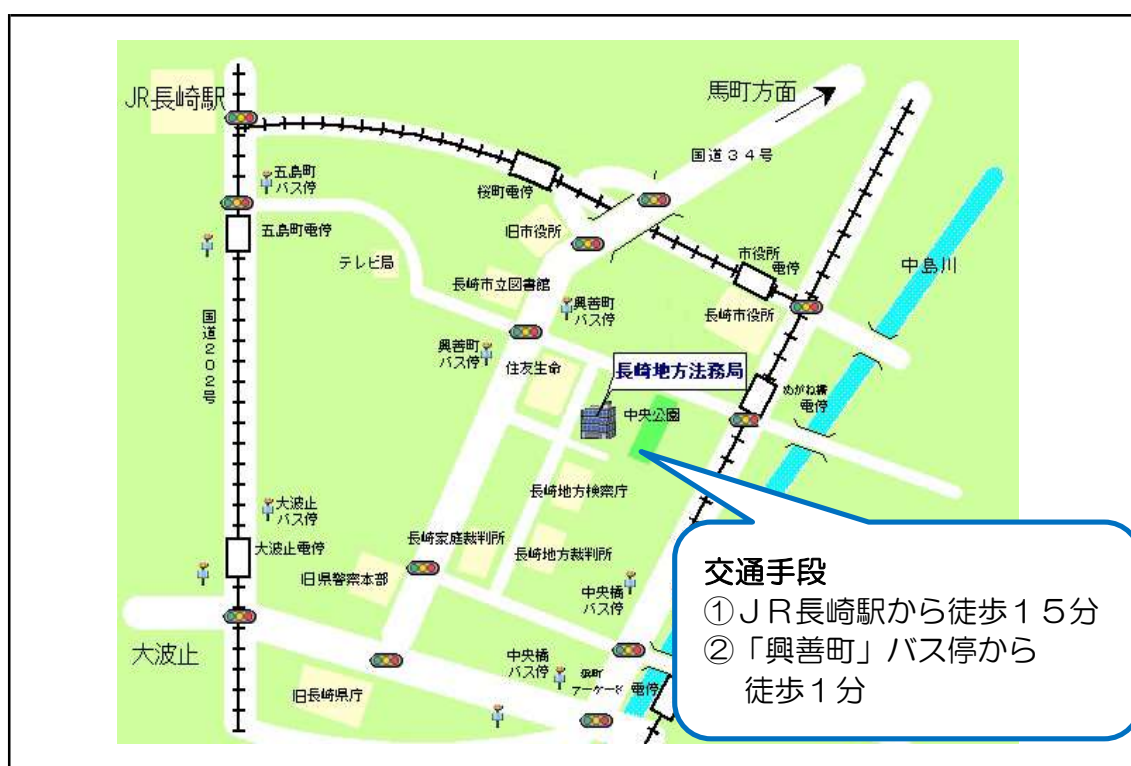 JR長崎駅
馬町方面
国道34号
五島町
バス停
桜町電停
五島町電停
旧市役所
市役所
電停
中島川
テレビ局
長崎市立図書館
興善町
バス停
長崎市役所
国道202号
興善町
バス停
住友生命
長崎地方法務局
めがね橋
電停
中央公園
長崎地方検察庁
大波止
バス停
長崎家庭裁判所
長崎地方裁判所
大波止電停
旧県警察本部
中央橋
バス停
大波止
中央橋
バス停
アーケード 電停
旧長崎県庁
交通手段
①JR長崎駅から徒歩15分
②「興善町」バス停から
徒歩1分